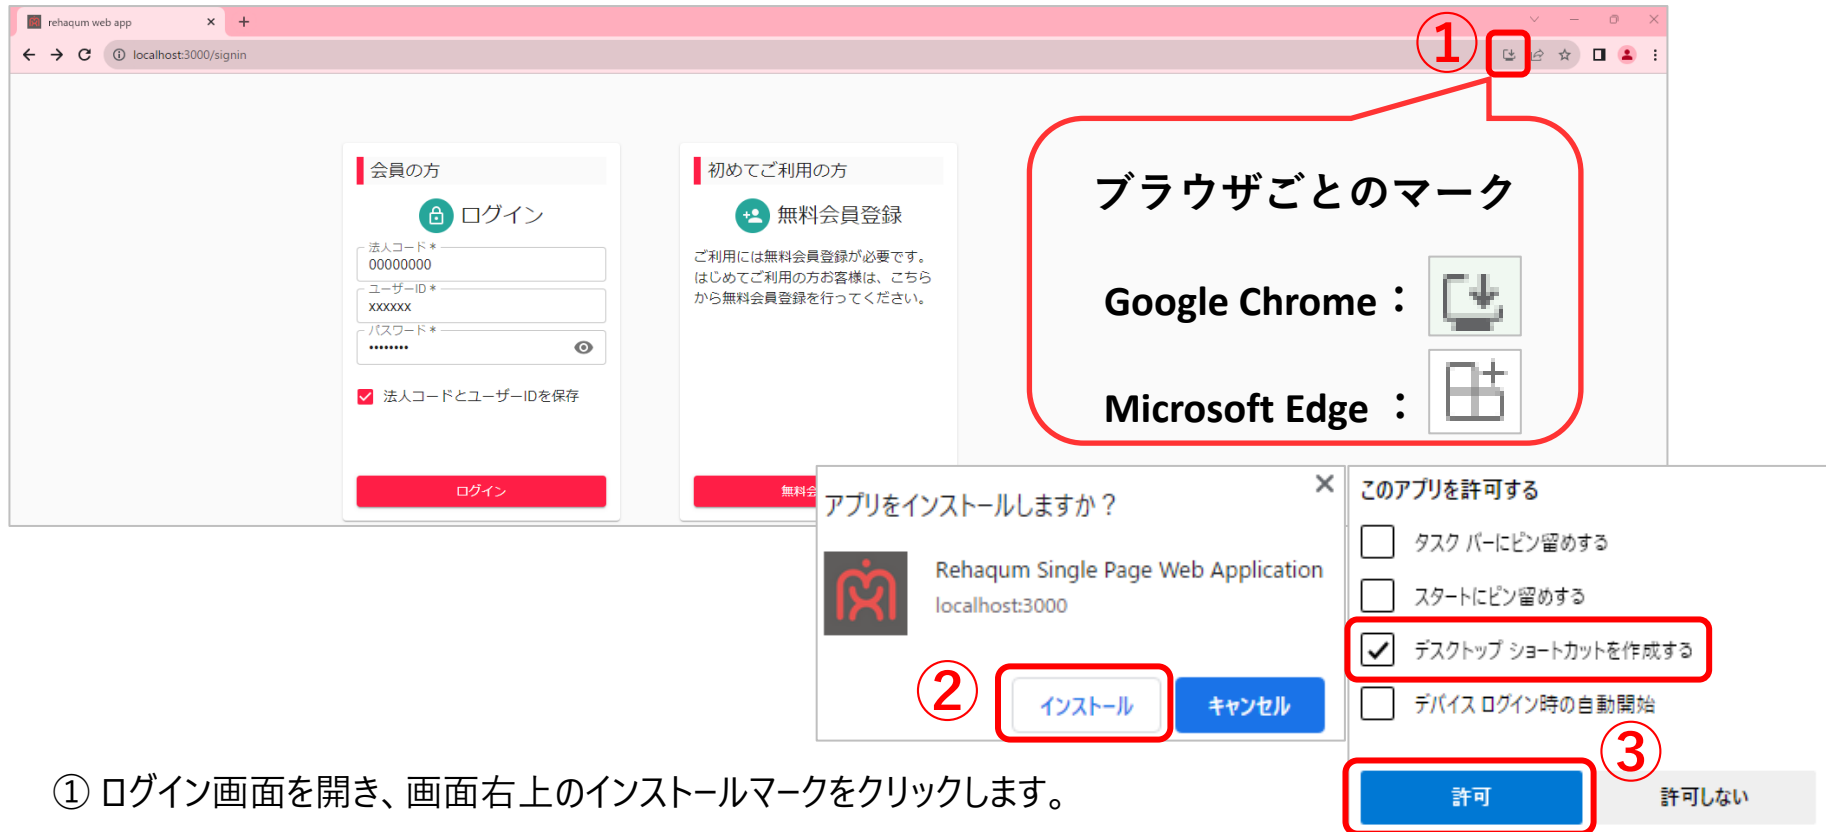 rehaqum web app
localhost:3000/signin
①
会員の方
ログイン
法人コード *
00000000
ユーザーID *
xxxxxx
パスワード *
••••••••
法人コードとユーザーIDを保存
ログイン
初めてご利用の方
無料会員登録
ご利用には無料会員登録が必要です。
はじめてご利用の方お客様は、こちら
から無料会員登録を行ってください。
無料会
ブラウザごとのマーク
Google Chrome：
Microsoft Edge ：
アプリをインストールしますか？
Rehaqum Single Page Web Application
localhost:3000
②
インストール
キャンセル
このアプリを許可する
タスク バーにピン留めする
スタートにピン留めする
デスクトップ ショートカットを作成する
デバイス ログイン時の自動開始
③
許可
許可しない
① ログイン画面を開き、画面右上のインストールマークをクリックします。